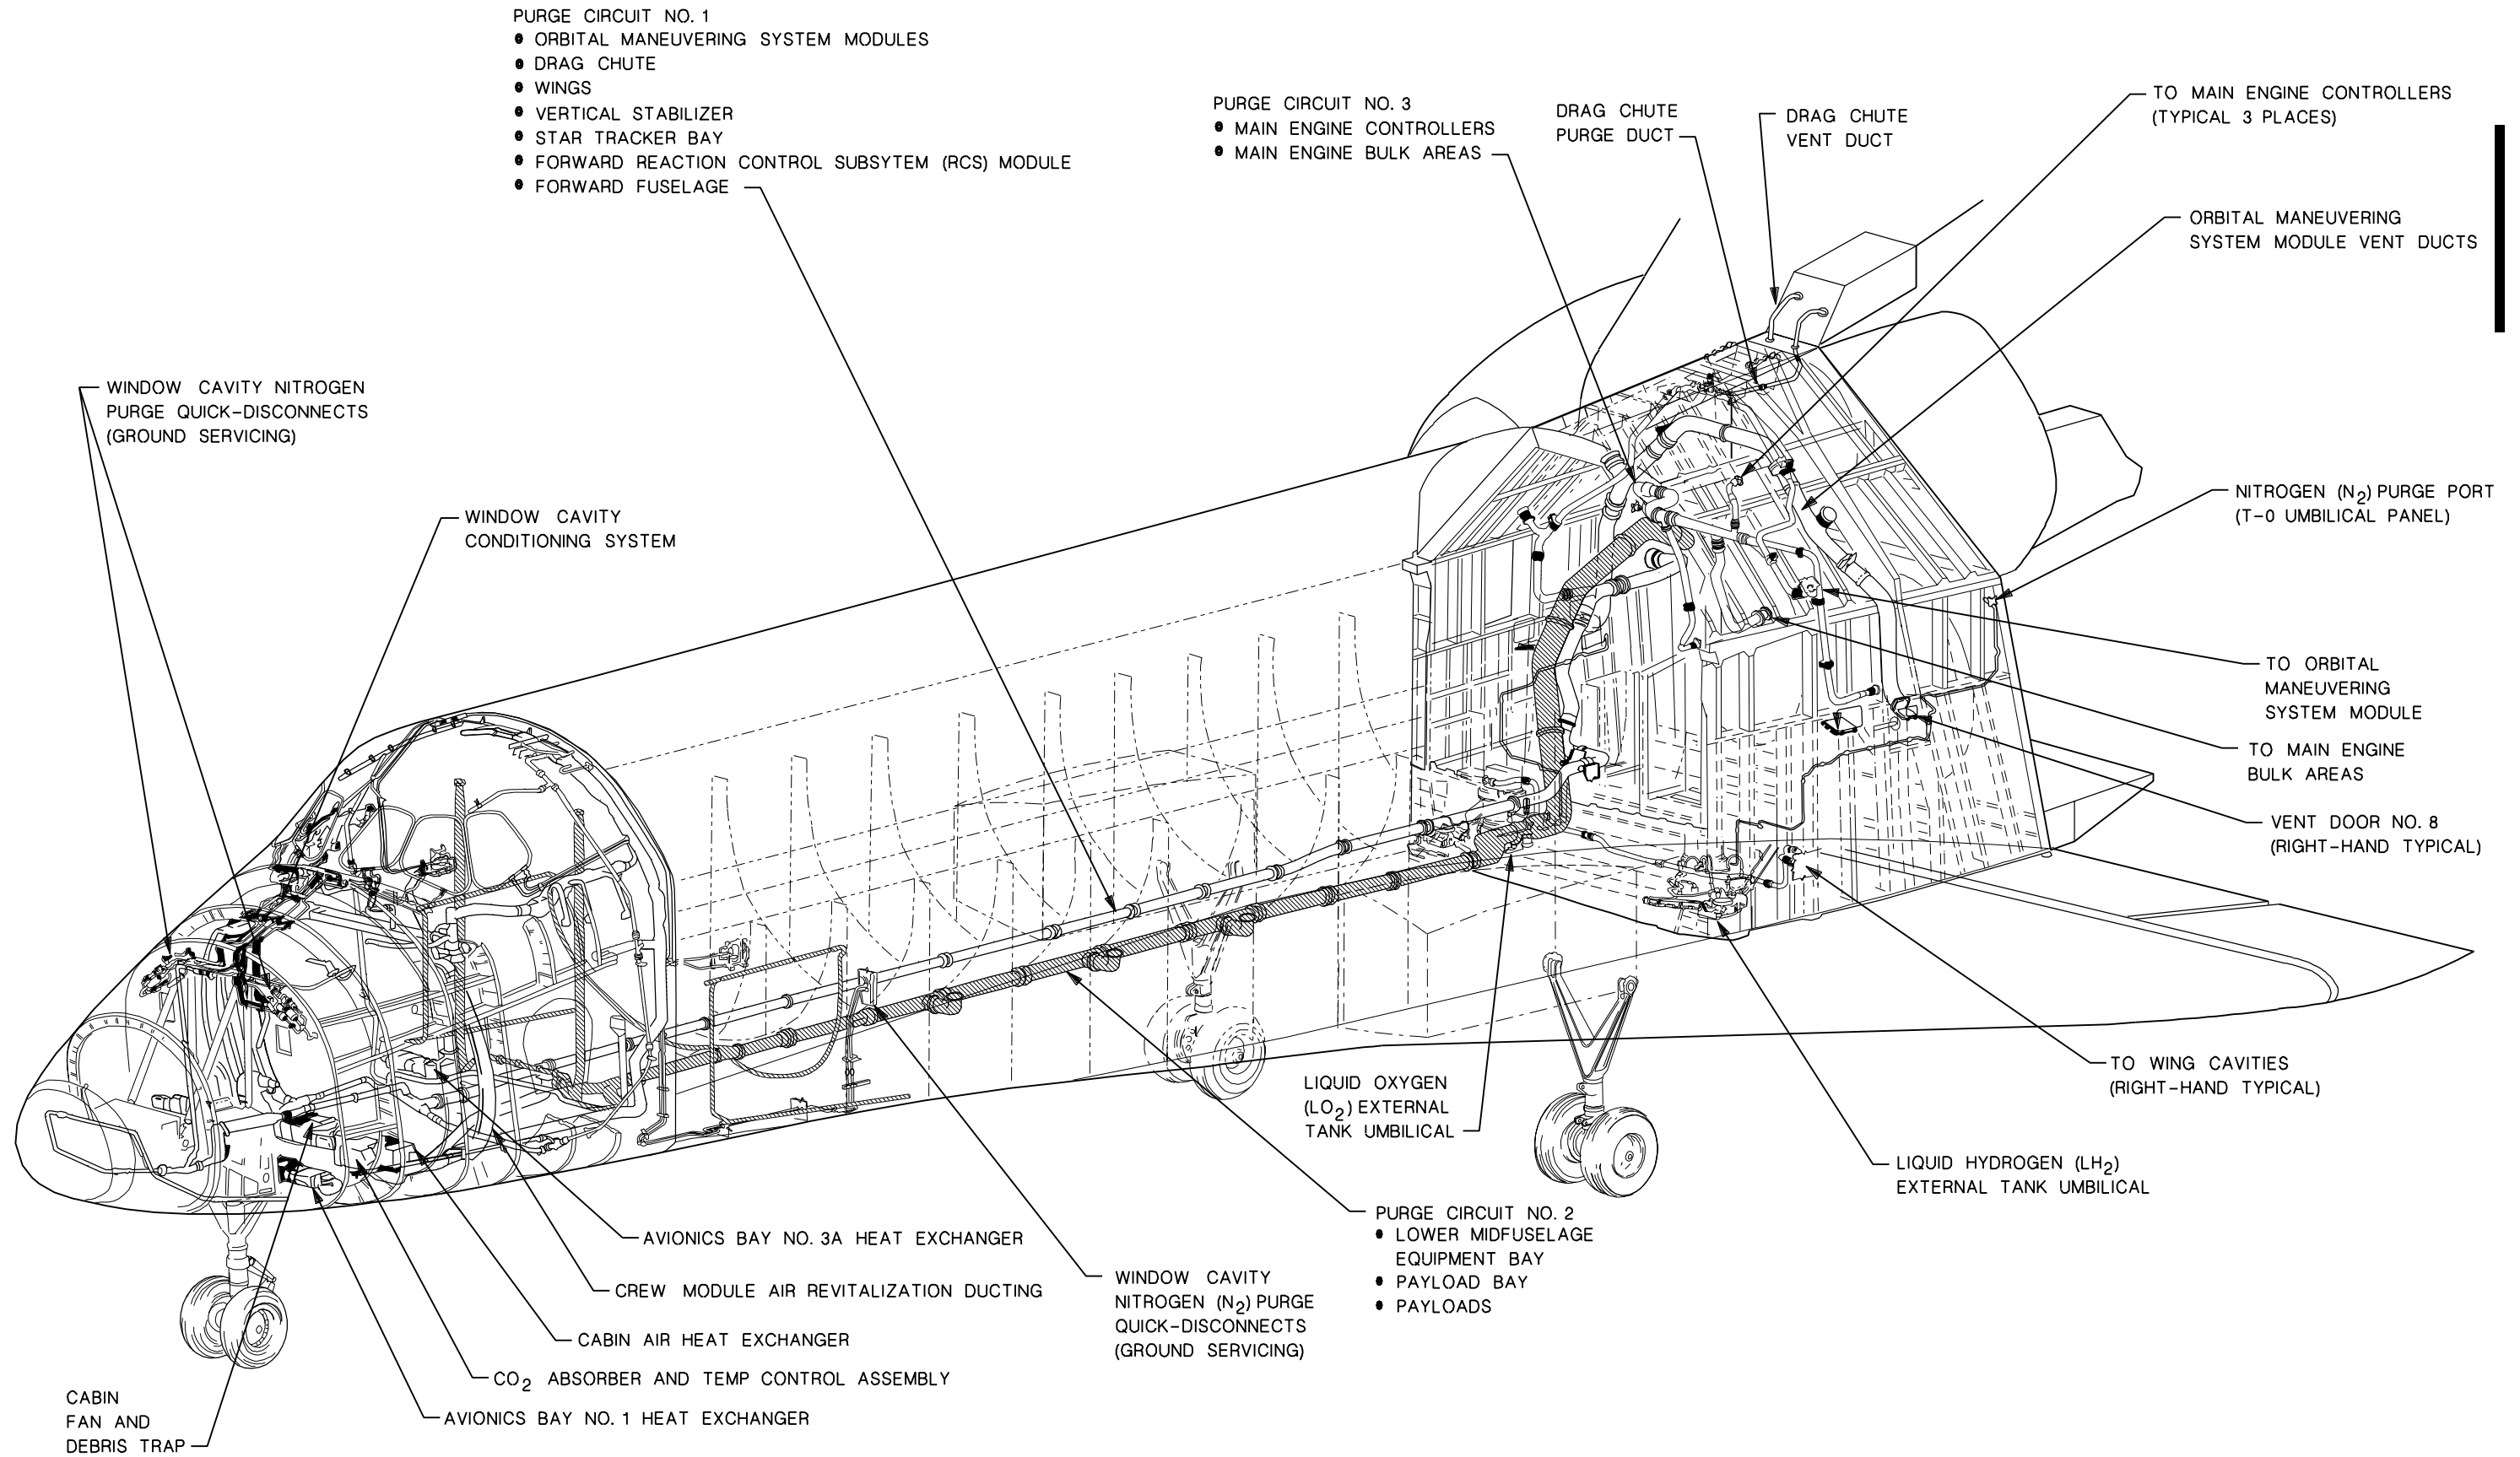 PURGE CIRCUIT NO. 1
• ORBITAL MANEUVERING SYSTEM MODULES
• DRAG CHUTE
• WINGS
• VERTICAL STABILIZER
• STAR TRACKER BAY
• FORWARD REACTION CONTROL SUBSYTEM (RCS) MODULE
• FORWARD FUSELAGE
PURGE CIRCUIT NO. 3
• MAIN ENGINE CONTROLLERS
• MAIN ENGINE BULK AREAS
DRAG CHUTE
PURGE DUCT
DRAG CHUTE
VENT DUCT
TO MAIN ENGINE CONTROLLERS
(TYPICAL 3 PLACES)
ORBITAL MANEUVERING
SYSTEM MODULE VENT DUCTS
WINDOW CAVITY NITROGEN
PURGE QUICK-DISCONNECTS
(GROUND SERVICING)
WINDOW CAVITY
CONDITIONING SYSTEM
NITROGEN (N2) PURGE PORT
(T-0 UMBILICAL PANEL)
TO ORBITAL
MANEUVERING
SYSTEM MODULE
TO MAIN ENGINE
BULK AREAS
VENT DOOR NO. 8
(RIGHT-HAND TYPICAL)
TO WING CAVITIES
(RIGHT-HAND TYPICAL)
LIQUID OXYGEN
(LO2) EXTERNAL
TANK UMBILICAL
LIQUID HYDROGEN (LH2)
EXTERNAL TANK UMBILICAL
PURGE CIRCUIT NO. 2
• LOWER MIDFUSELAGE
EQUIPMENT BAY
• PAYLOAD BAY
• PAYLOADS
WINDOW CAVITY
NITROGEN (N2) PURGE
QUICK-DISCONNECTS
(GROUND SERVICING)
AVIONICS BAY NO. 3A HEAT EXCHANGER
CREW MODULE AIR REVITALIZATION DUCTING
CABIN AIR HEAT EXCHANGER
CO2 ABSORBER AND TEMP CONTROL ASSEMBLY
AVIONICS BAY NO. 1 HEAT EXCHANGER
CABIN
FAN AND
DEBRIS TRAP